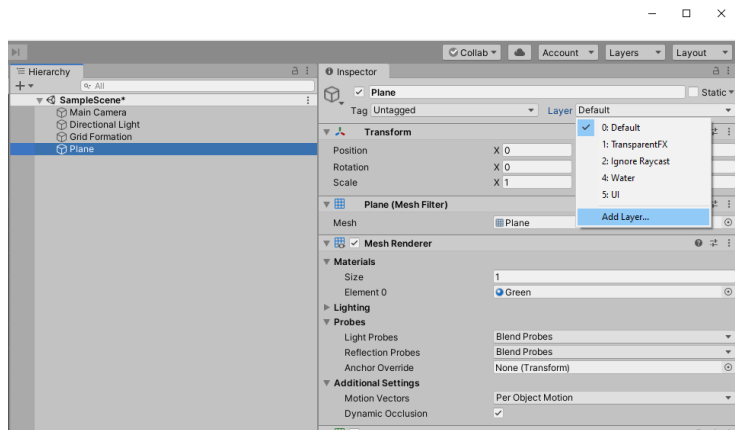 Collab Account Layers Layout
Hierarchy
All
SampleScene*
Main Camera
Directional Light
Grid Formation
Plane
Inspector
Plane Static
Tag Untagged Layer Default
0: Default
1: TransparentFX
2: Ignore Raycast
4: Water
5: UI
Add Layer...
Transform
Position X 0
Rotation X 0
Scale X 1
Plane (Mesh Filter)
Mesh Plane
Mesh Renderer
Materials
Size 1
Element 0 Green
Lighting
Probes
Light Probes Blend Probes
Reflection Probes Blend Probes
Anchor Override None (Transform)
Additional Settings
Motion Vectors Per Object Motion
Dynamic Occlusion